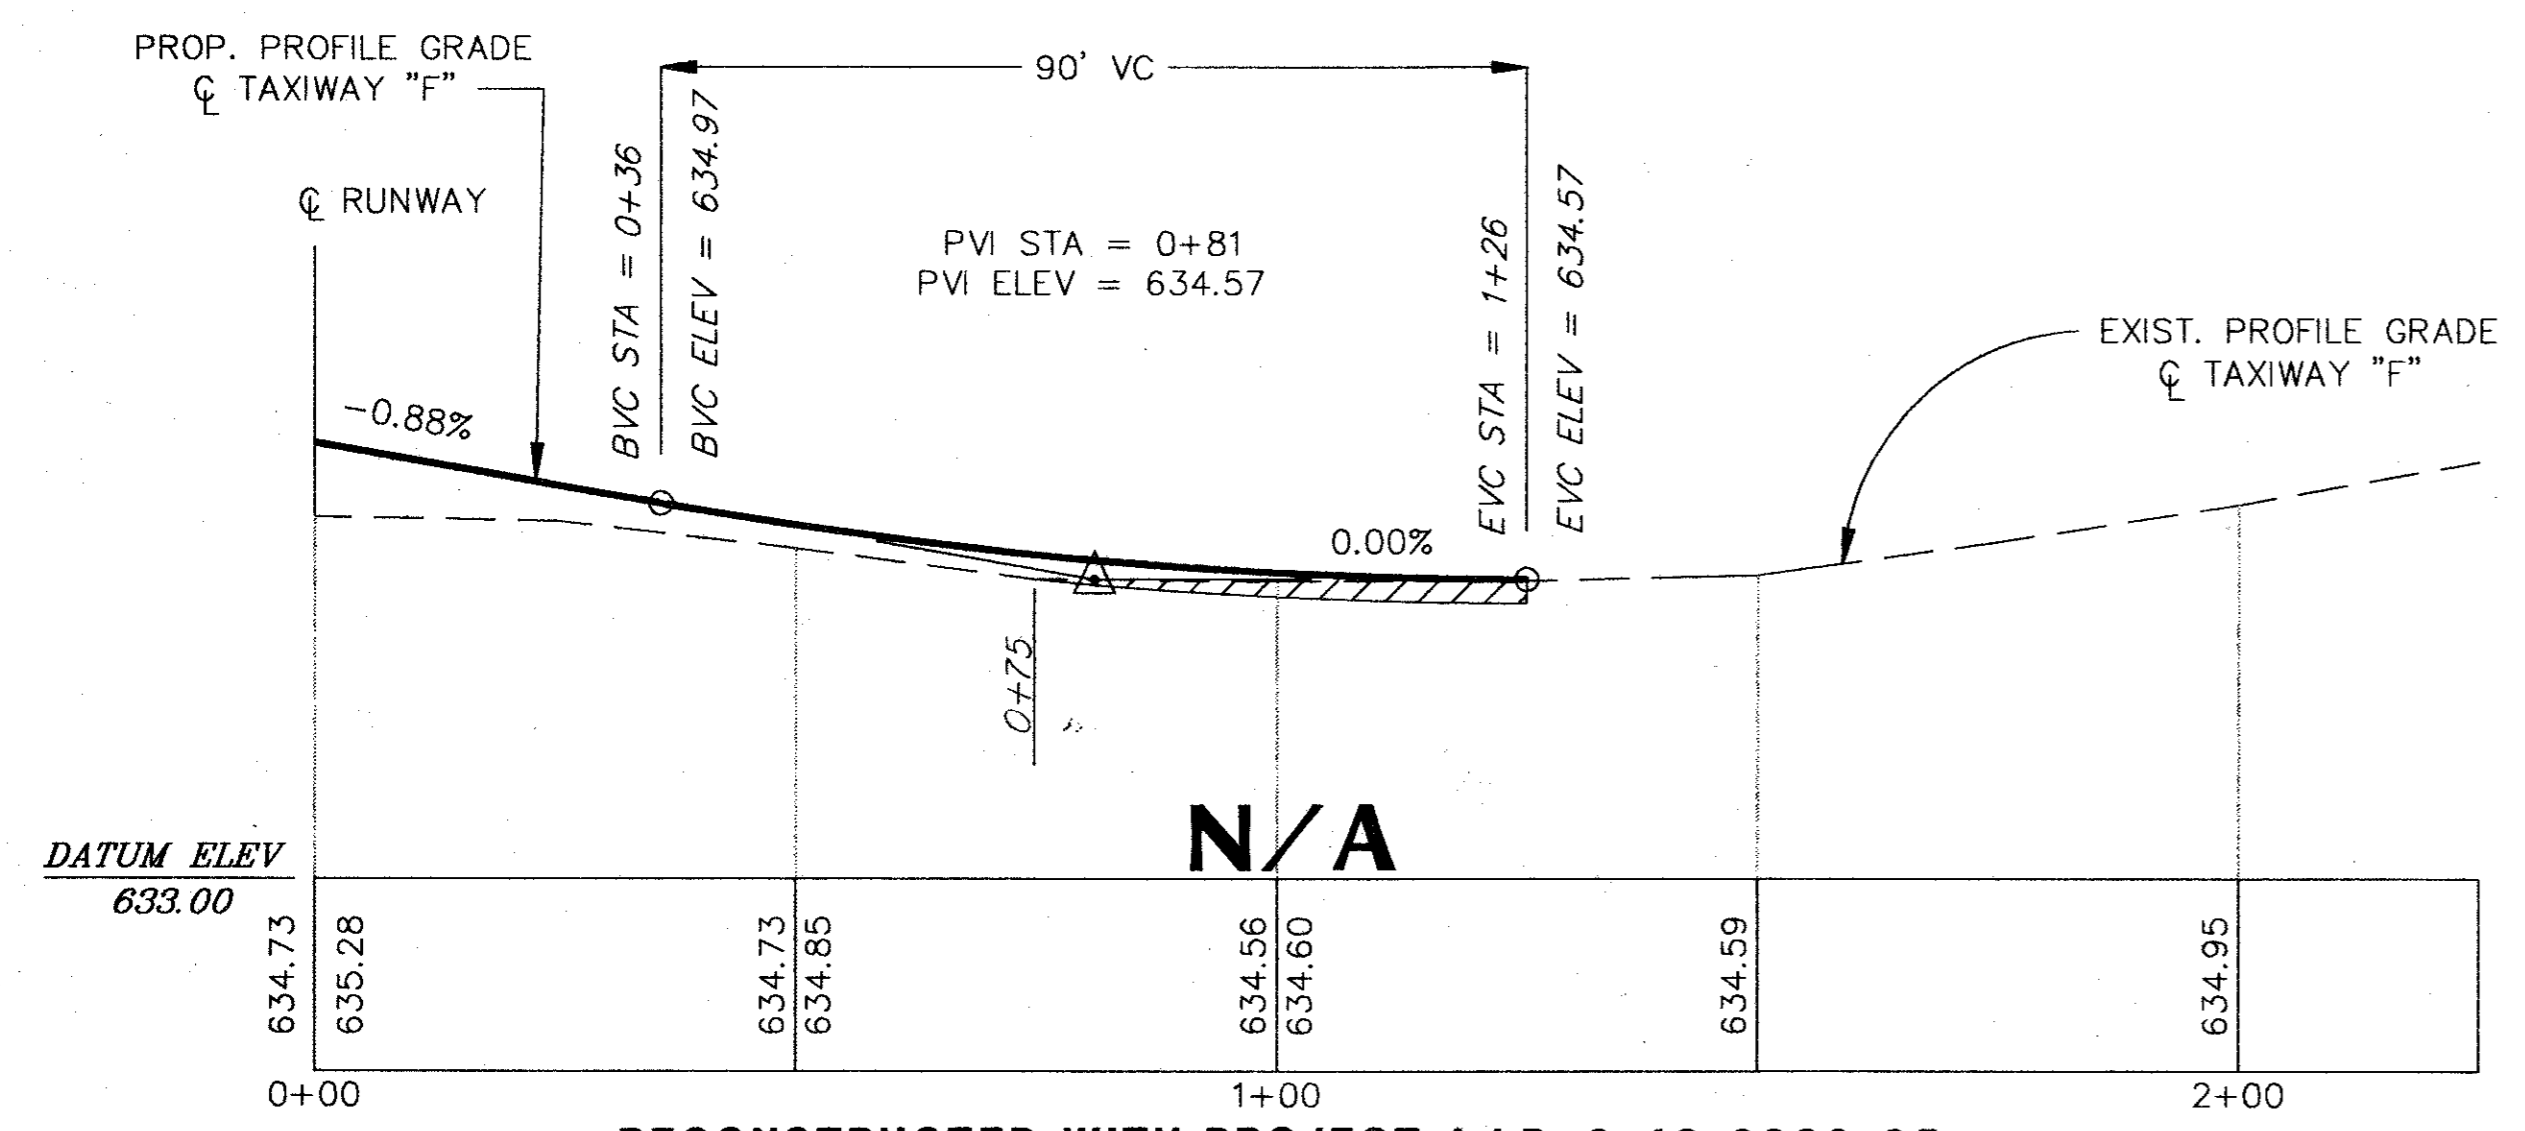 PROP. PROFILE GRADE
℄ TAXIWAY "F"
90' VC
℄ RUNWAY
BVC STA = 0+36
BVC ELEV = 634.97
PVI STA = 0+81
PVI ELEV = 634.57
EVC STA = 1+26
EVC ELEV = 634.57
EXIST. PROFILE GRADE
℄ TAXIWAY "F"
-0.88%
0.00%
0+75
N/A
DATUM ELEV
633.00
634.73
635.28
634.73
634.85
634.56
634.60
634.59
634.95
0+00
1+00
2+00
RECONSTRUCTED WITH PROJECT